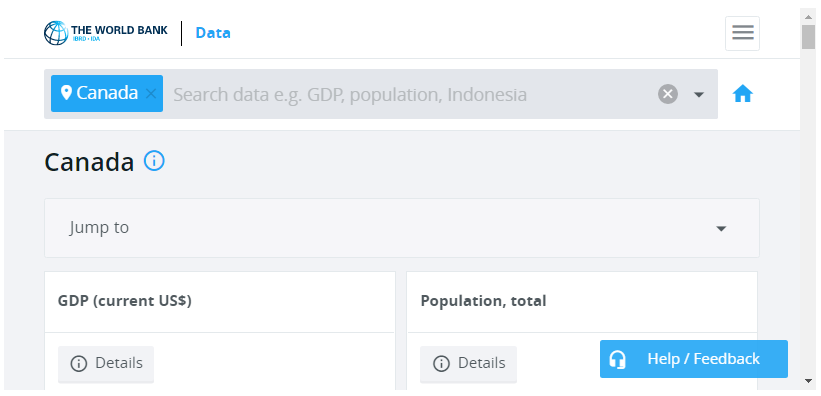 THE WORLD BANK
IBRD • IDA
Data
Canada × Search data e.g. GDP, population, Indonesia
Canada
Jump to
GDP (current US$)
Population, total
Details
Details
Help / Feedback